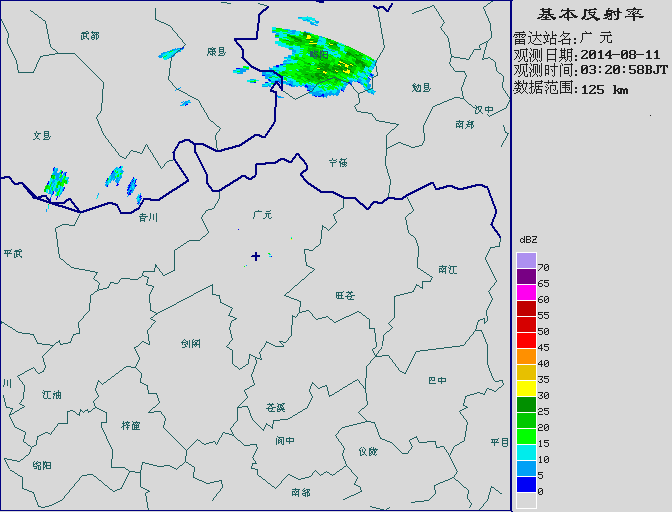 基本反射率
雷达站名:广 元
观测日期:2014-08-11
观测时间:03:20:58BJT
数据范围:125 km
武都
康县
略阳
勉县
汉中
南郑
文县
宁强
青川
广元
平武
南江
旺苍
剑阁
川
江油
巴中
苍溪
梓潼
阆中
仪陇
平昌
绵阳
南部
dBZ
70
65
60
55
50
45
40
35
30
25
20
15
10
5
0